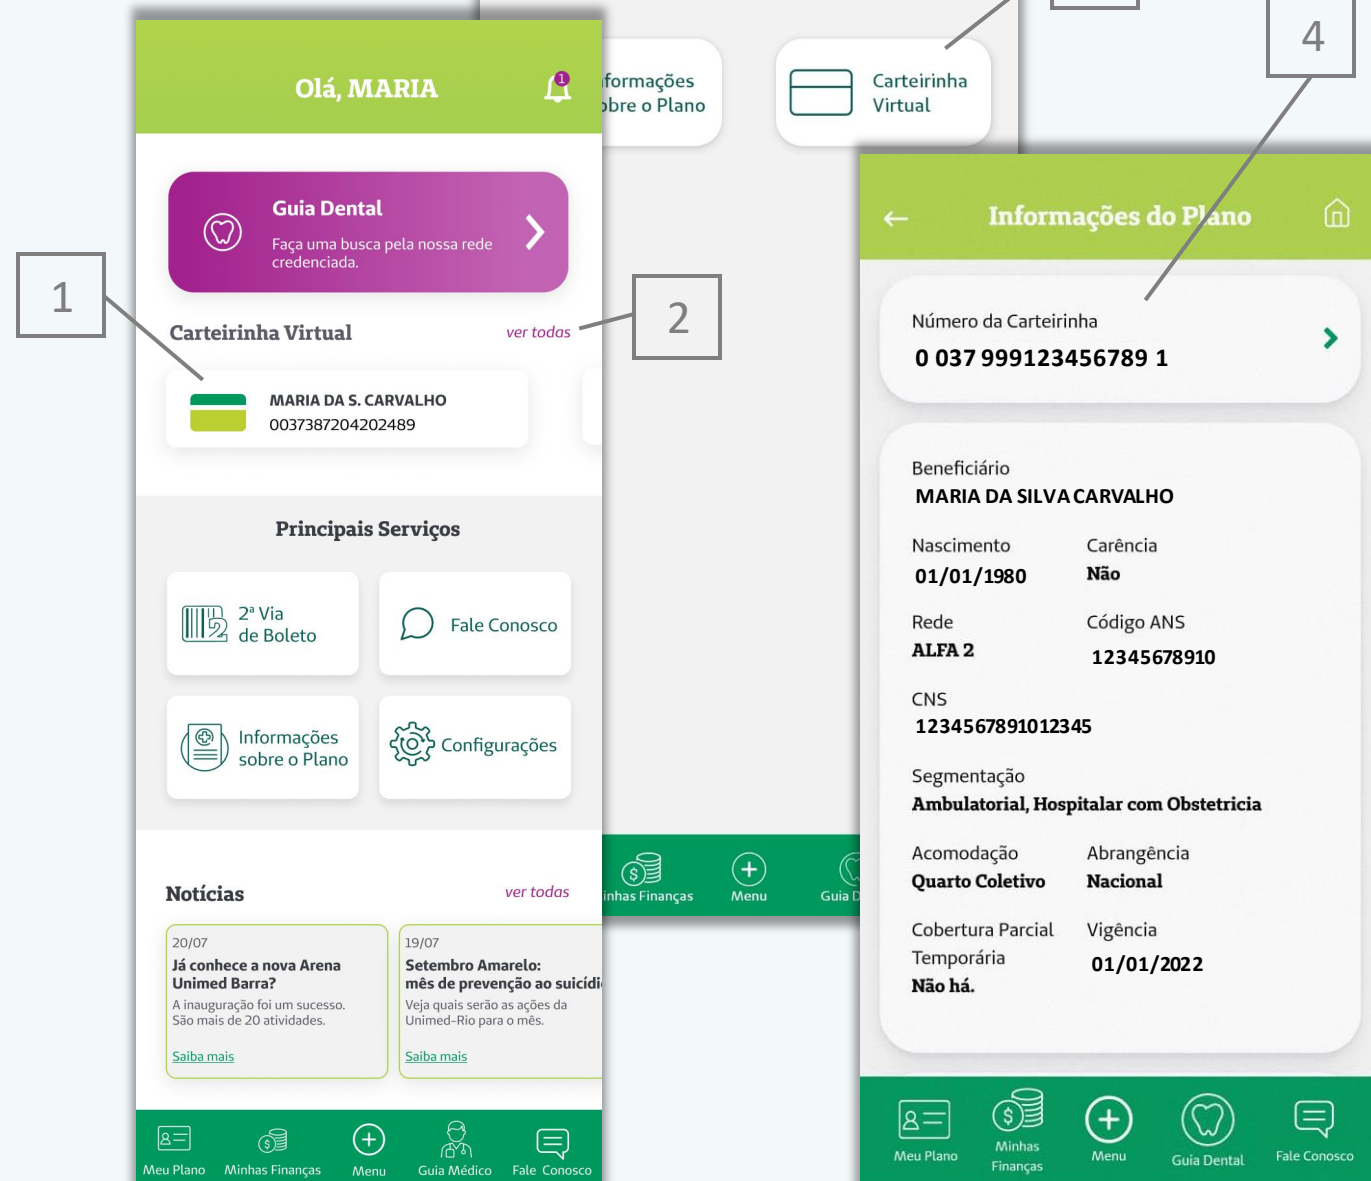 Olá, MARIA
1
Guia Dental
Faça uma busca pela nossa rede
credenciada.
1
Carteirinha Virtual
ver todas
2
MARIA DA S. CARVALHO
0037387204202489
Principais Serviços
2ª Via
de Boleto
Fale Conosco
Informações
sobre o Plano
Configurações
Notícias
ver todas
20/07
Já conhece a nova Arena
Unimed Barra?
A inauguração foi um sucesso.
São mais de 20 atividades.
Saiba mais
19/07
Setembro Amarelo:
mês de prevenção ao
Veja quais serão as ações da
Unimed-Rio para o mês.
Saiba mais
Meu Plano
Minhas Finanças
Menu
Guia Médico
Fale Conosco
o Plano
Carteirinha
Virtual
Finanças
Menu
Guia
4
Informações do Plano
Número da Carteirinha
0 037 999123456789 1
Beneficiário
MARIA DA SILVA CARVALHO
Nascimento
Carência
01/01/1980
Não
Rede
Código ANS
ALFA 2
12345678910
CNS
1234567891012345
Segmentação
Ambulatorial, Hospitalar com Obstetricia
Acomodação
Abrangência
Quarto Coletivo
Nacional
Cobertura Parcial
Vigência
Temporária
01/01/2022
Não há.
Meu Plano
Minhas
Finanças
Menu
Guia Dental
Fale Conosco